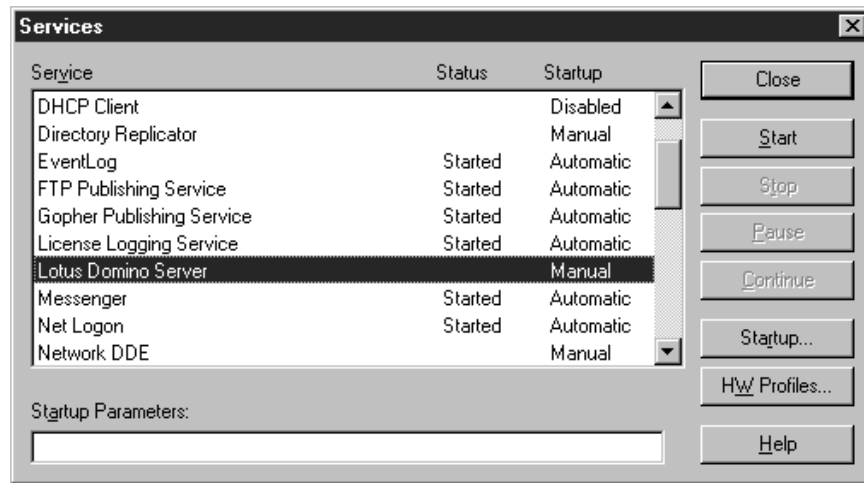 Services
Service Status Startup
DHCP Client Disabled
Directory Replicator Manual
EventLog Started Automatic
FTP Publishing Service Started Automatic
Gopher Publishing Service Started Automatic
License Logging Service Started Automatic
Lotus Domino Server Manual
Messenger Started Automatic
Net Logon Started Automatic
Network DDE Manual
Startup Parameters:
Close
Start
Stop
Pause
Continue
Startup...
HW Profiles...
Help